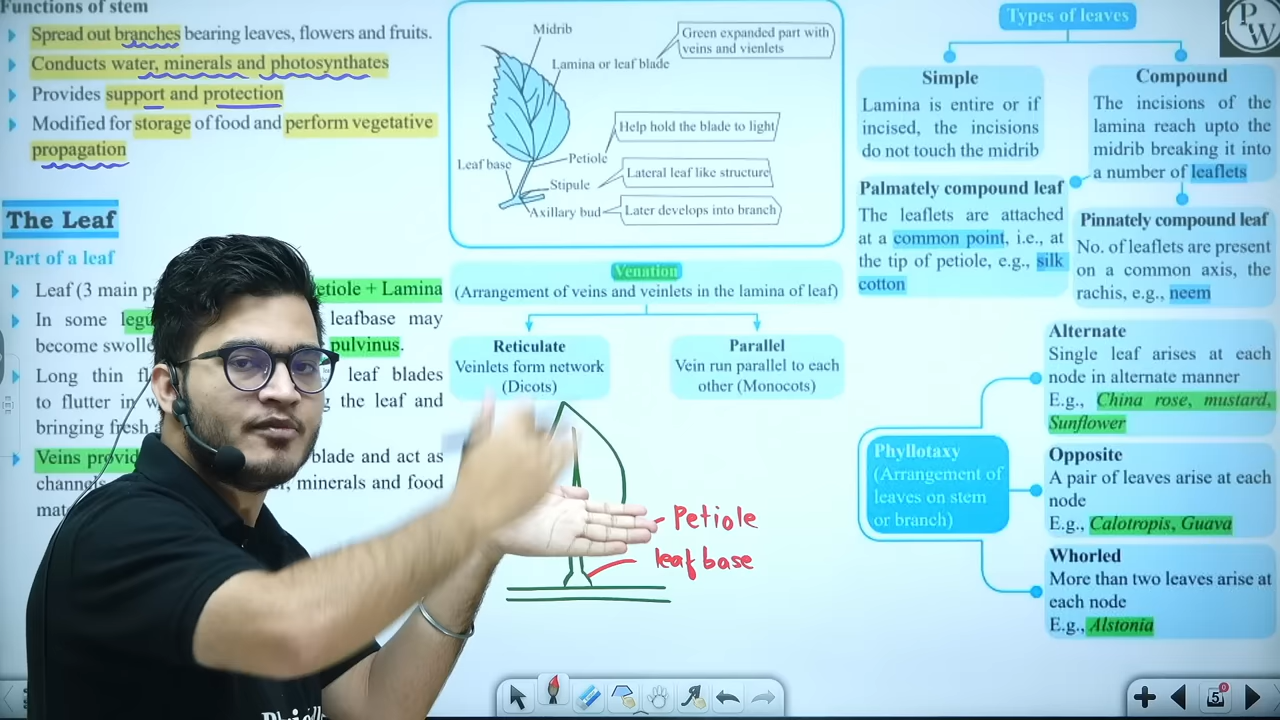 Functions of stem
Spread out branches bearing leaves, flowers and fruits.
Conducts water, minerals and photosynthates
Provides support and protection
Modified for storage of food and perform vegetative
propagation
The Leaf
Part of a leaf
Leaf (3 main etiole + Lamina
In some leafbase may
become pulvinus.
Long thin leaf blades
to flutter in the leaf and
bringing fresh
Veins blade and act as
minerals and food
Midrib
Lamina or leaf blade
Green expanded part with
veins and vienlets
Help hold the blade to light
Petiole
Leaf base
Stipule
Lateral leaf like structure
Axillary bud
Later develops into branch
Venation
(Arrangement of veins and veinlets in the lamina of leaf)
Reticulate
Veinlets form network
(Dicots)
Parallel
Vein run parallel to each
other (Monocots)
Petiole
leaf base
Types of leaves
PW
Simple
Lamina is entire or if
incised, the incisions
do not touch the midrib
Compound
The incisions of the
lamina reach upto the
midrib breaking it into
a number of leaflets
Palmately compound leaf
The leaflets are attached
at a common point, i.e., at
the tip of petiole, e.g., silk
cotton
Pinnately compound leaf
No. of leaflets are present
on a common axis, the
rachis, e.g., neem
Phyllotaxy
(Arrangement of
leaves on stem
or branch)
Alternate
Single leaf arises at each
node in alternate manner
E.g., China rose, mustard,
Sunflower
Opposite
A pair of leaves arise at each
node
E.g., Calotropis, Guava
Whorled
More than two leaves arise at
each node
E.g., Alstonia
5